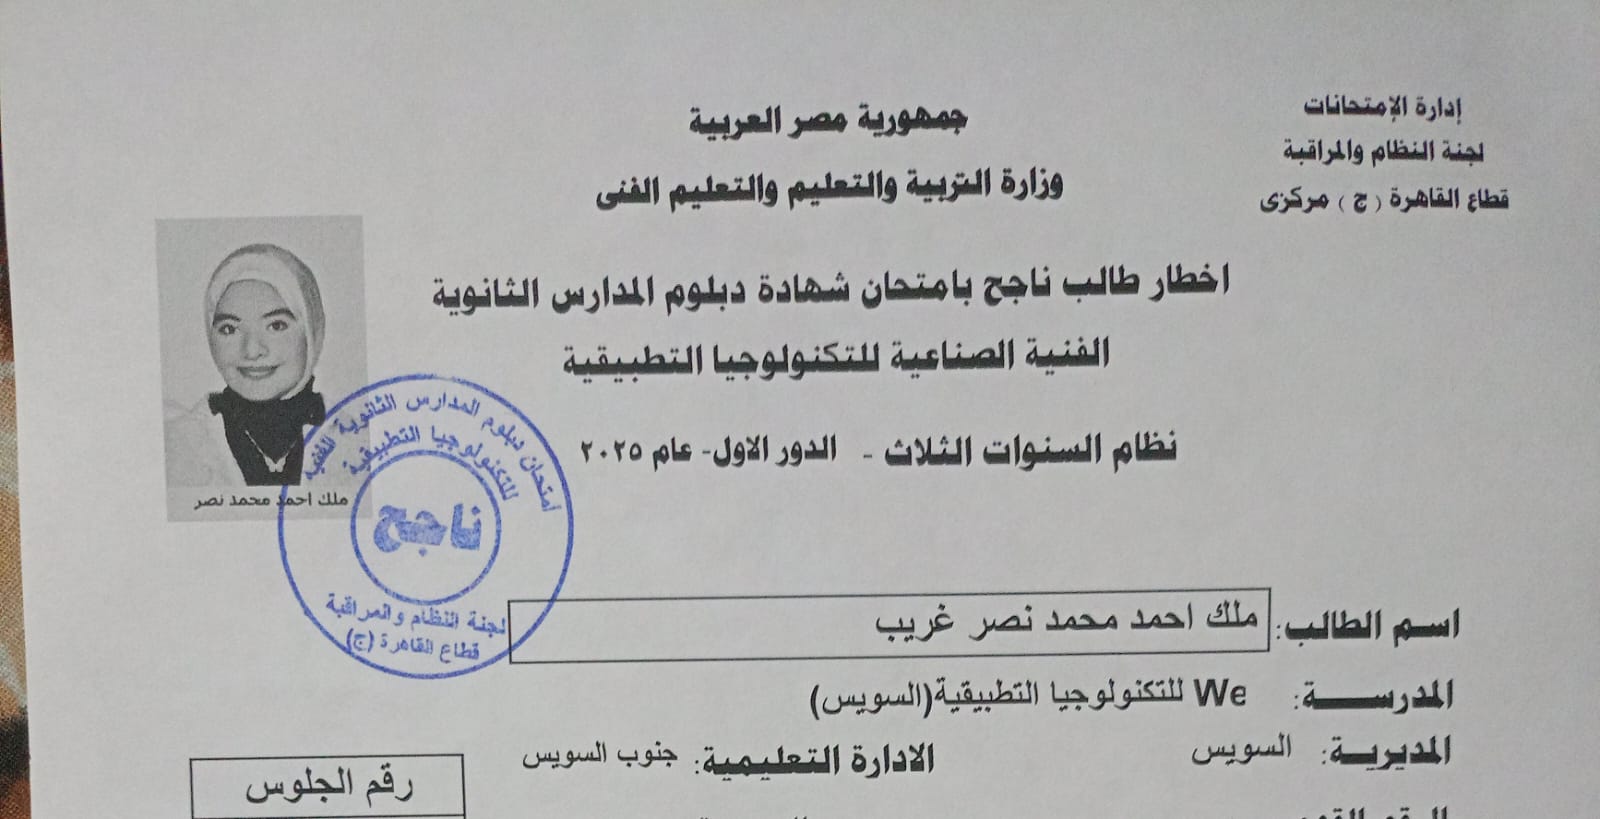 إدارة الإمتحانات
لجنة النظام والمراقبة
قطاع القاهرة ( ج ) مركزى
جمهورية مصر العربية
وزارة التربية والتعليم والتعليم الفنى
اخطار طالب ناجح بامتحان شهادة دبلوم المدارس الثانوية
الفنية الصناعية للتكنولوجيا التطبيقية
نظام السنوات الثلاث - الدور الاول- عام ٢٠٢٥
ملك احمد محمد نصر
امتحان دبلوم المدارس الثانوية الفنية
للتكنولوجيا التطبيقية
ناجح
لجنة النظام والمراقبة
قطاع القاهرة (ج)
اسم الطالب: ملك احمد محمد نصر غريب
المدرســـة: We للتكنولوجيا التطبيقية(السويس)
المديريـة: السويس الادارة التعليمية: جنوب السويس
رقم الجلوس